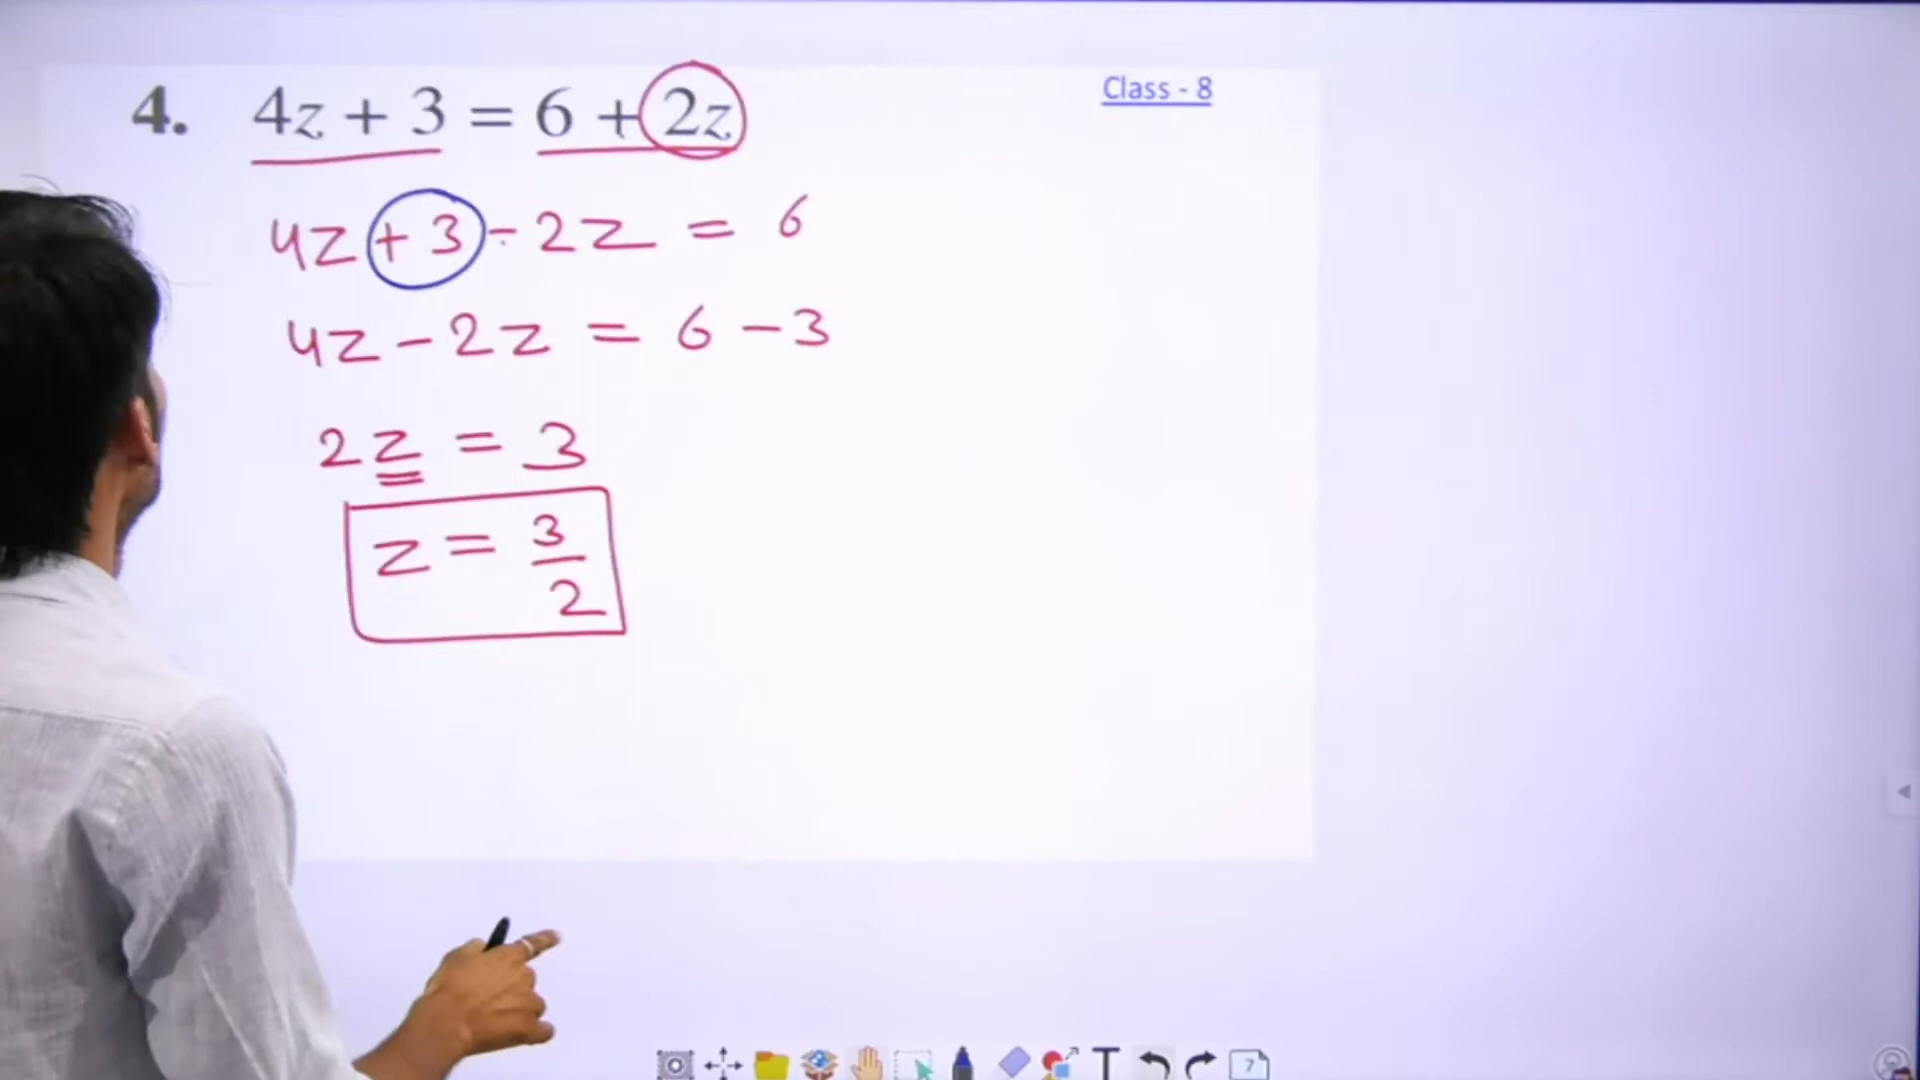 4. 4z + 3 = 6 + 2z
Class - 8
4z + 3 - 2z = 6
4z - 2z = 6 - 3
2z = 3
z = 3/2
T
7